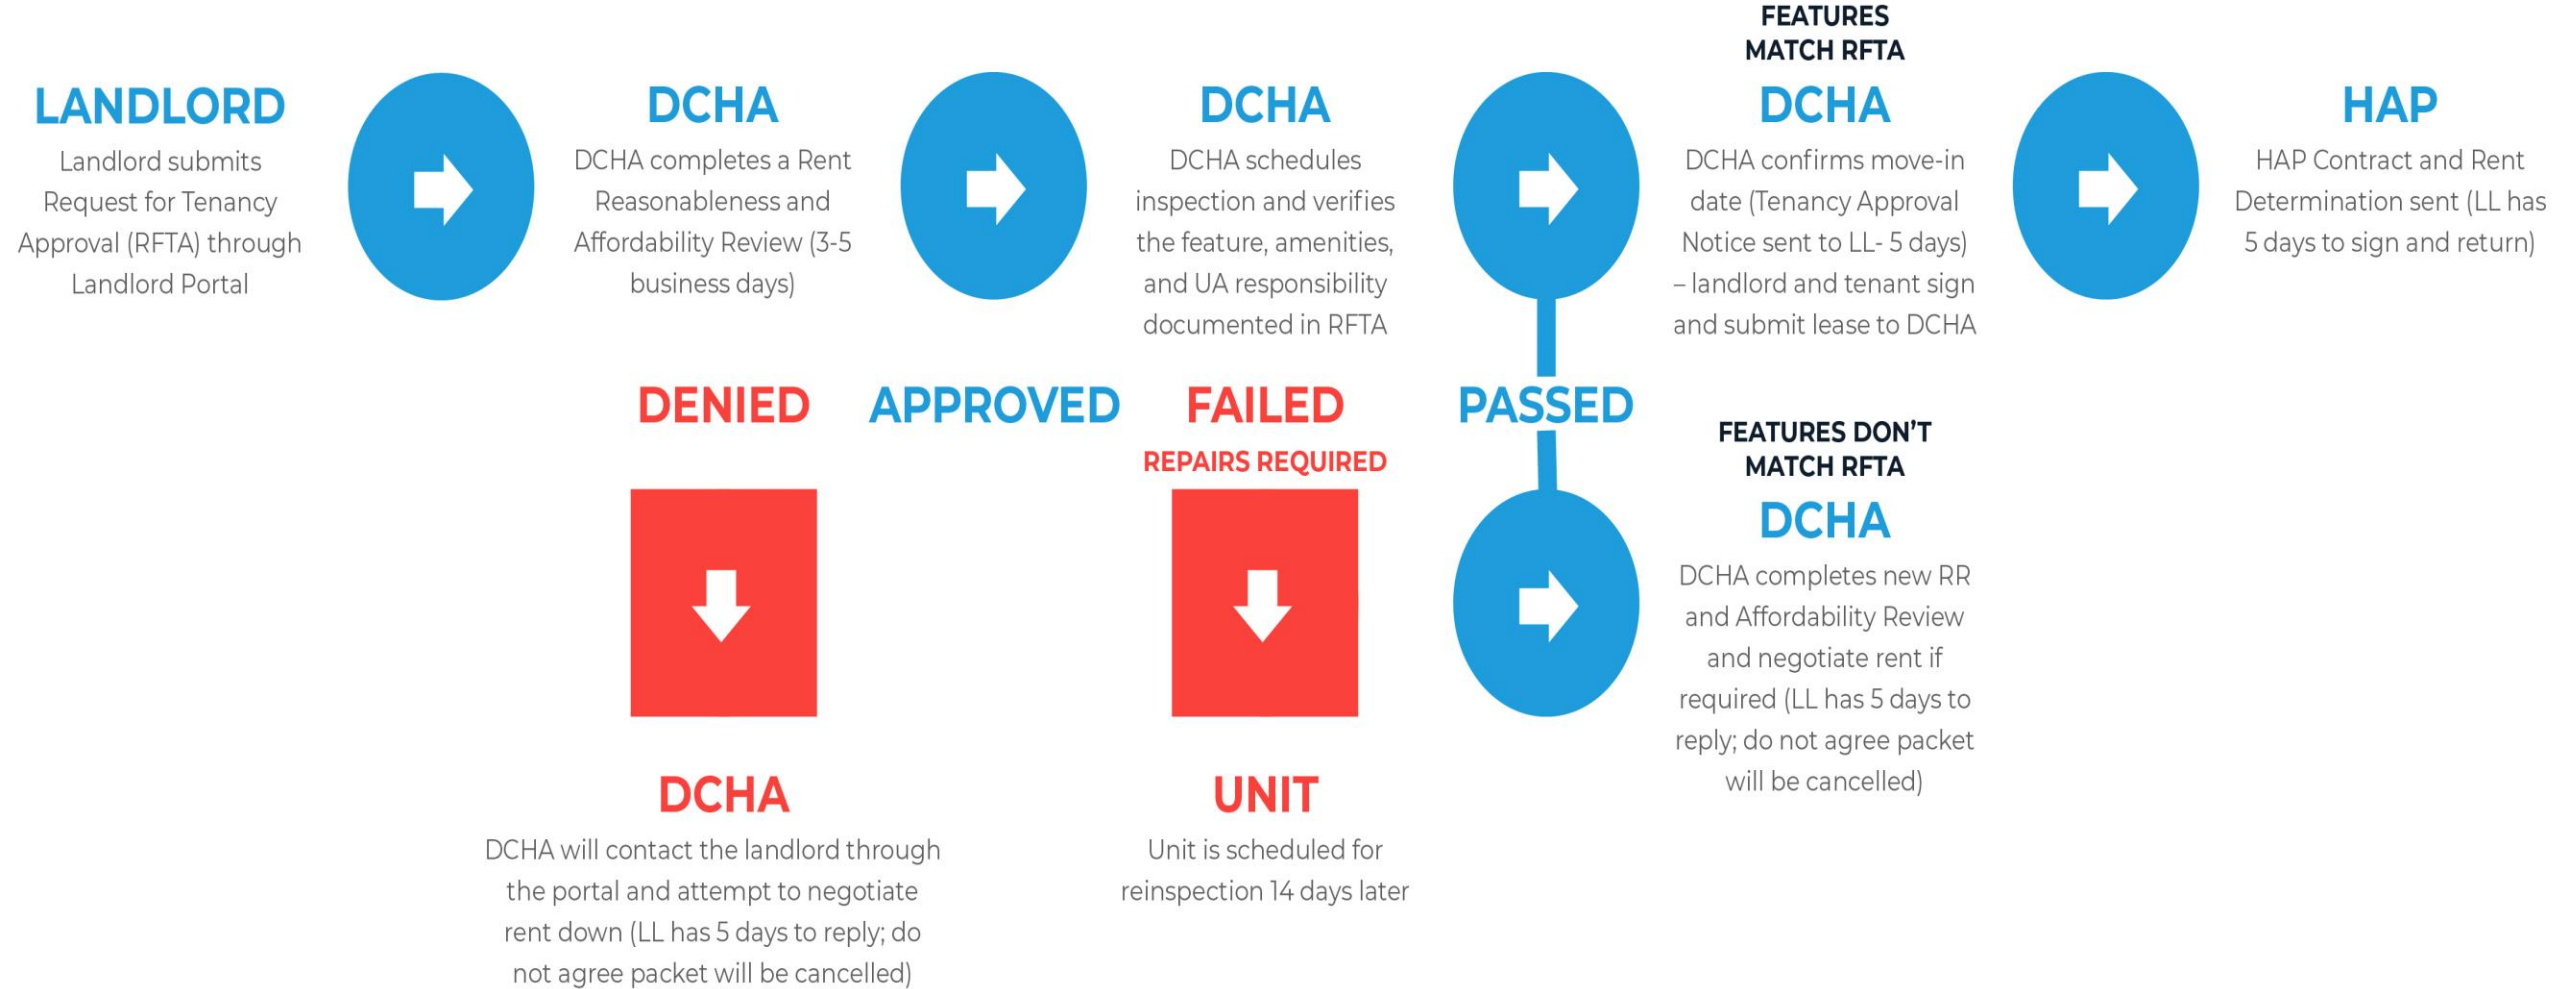 LANDLORD
Landlord submits
Request for Tenancy
Approval (RFTA) through
Landlord Portal
DCHA
DCHA completes a Rent
Reasonableness and
Affordability Review (3-5
business days)
DCHA
DCHA schedules
inspection and verifies
the feature, amenities,
and UA responsibility
documented in RFTA
FEATURES
MATCH RFTA
DCHA
DCHA confirms move-in
date (Tenancy Approval
Notice sent to LL- 5 days)
– landlord and tenant sign
and submit lease to DCHA
HAP
HAP Contract and Rent
Determination sent (LL has
5 days to sign and return)
DENIED
APPROVED
FAILED
REPAIRS REQUIRED
PASSED
FEATURES DON’T
MATCH RFTA
DCHA
DCHA completes new RR
and Affordability Review
and negotiate rent if
required (LL has 5 days to
reply; do not agree packet
will be cancelled)
DCHA
DCHA will contact the landlord through
the portal and attempt to negotiate
rent down (LL has 5 days to reply; do
not agree packet will be cancelled)
UNIT
Unit is scheduled for
reinspection 14 days later